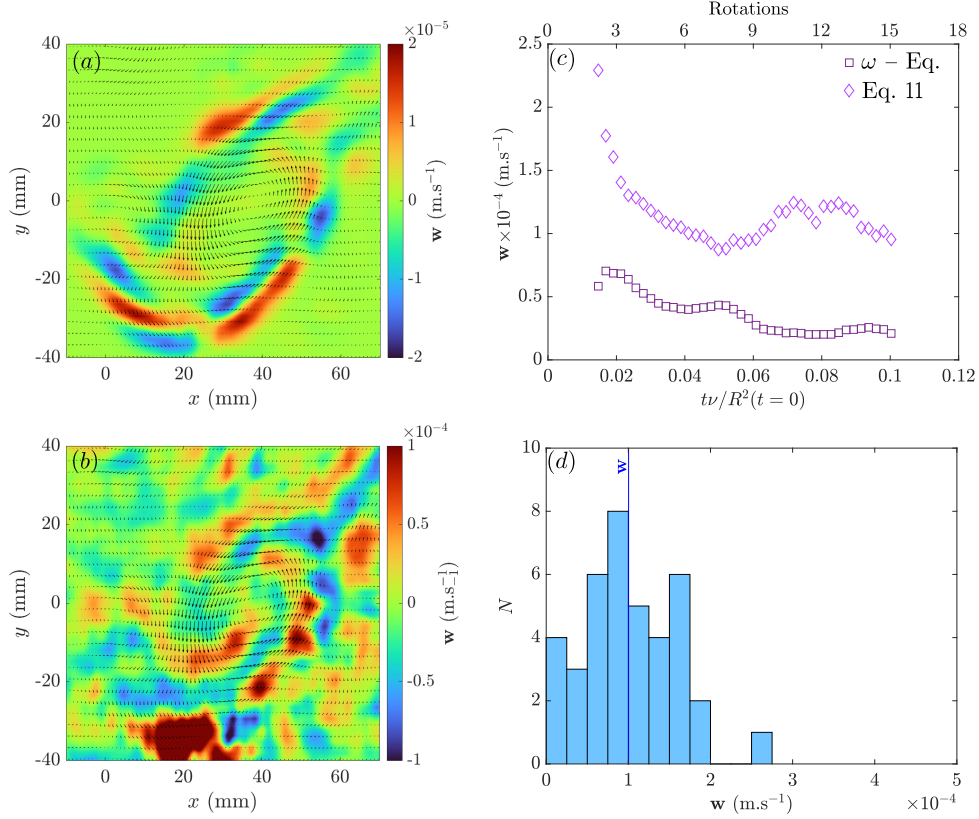 ×10⁻⁵
(a)
40
20
0
-20
-40
y (mm)
0 20 40 60
x (mm)
2
1
0
-1
-2
w (m.s⁻¹)
Rotations
0 3 6 9 12 15 18
(c)
ω − Eq.
Eq. 11
2.5
2
1.5
1
0.5
0
w×10⁻⁴ (m.s⁻¹)
0 0.02 0.04 0.06 0.08 0.1 0.12
tν/R²(t = 0)
×10⁻⁴
(b)
40
20
0
-20
-40
y (mm)
0 20 40 60
x (mm)
1
0.5
0
-0.5
-1
w (m.s⁻¹)
(d)
w
10
8
6
4
2
0
N
0 1 2 3 4 5
w (m.s⁻¹)
×10⁻⁴